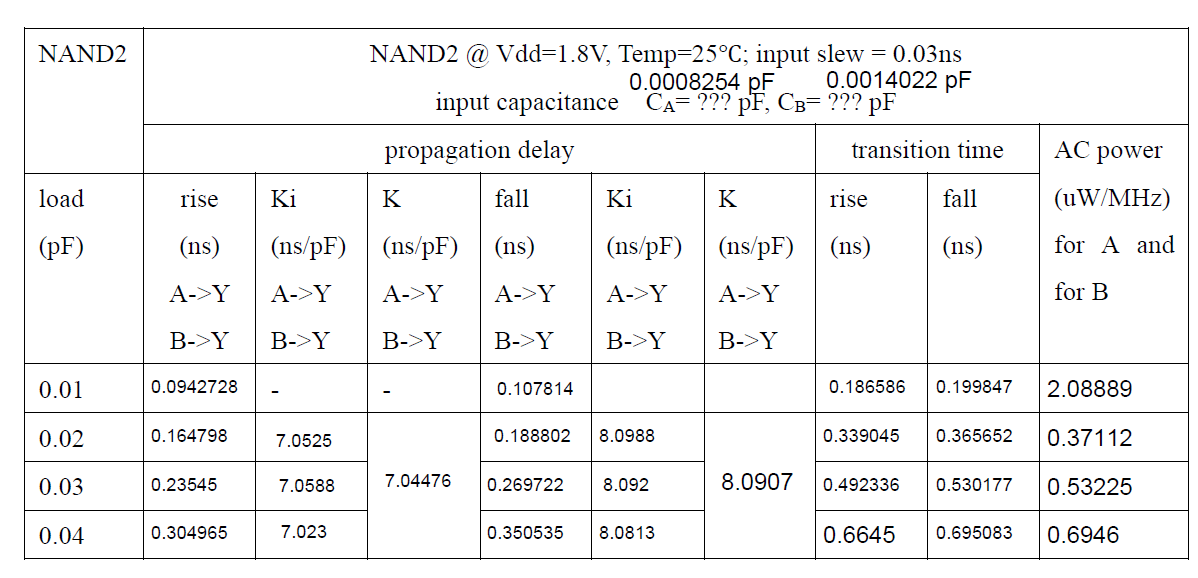 NAND2
NAND2 @ Vdd=1.8V, Temp=25°C; input slew = 0.03ns
0.0008254 pF 0.0014022 pF
input capacitance CA= ??? pF, CB= ??? pF
propagation delay transition time AC power
load rise Ki K fall Ki K rise fall (uW/MHz)
(pF) (ns) (ns/pF) (ns/pF) (ns) (ns/pF) (ns/pF) (ns) (ns) for A and
A->Y A->Y A->Y A->Y A->Y A->Y for B
B->Y B->Y B->Y B->Y B->Y B->Y
0.01 0.0942728 - - 0.107814 0.186586 0.199847 2.08889
0.02 0.164798 7.0525 0.188802 8.0988 0.339045 0.365652 0.37112
0.03 0.23545 7.0588 7.04476 0.269722 8.092 8.0907 0.492336 0.530177 0.53225
0.04 0.304965 7.023 0.350535 8.0813 0.6645 0.695083 0.6946